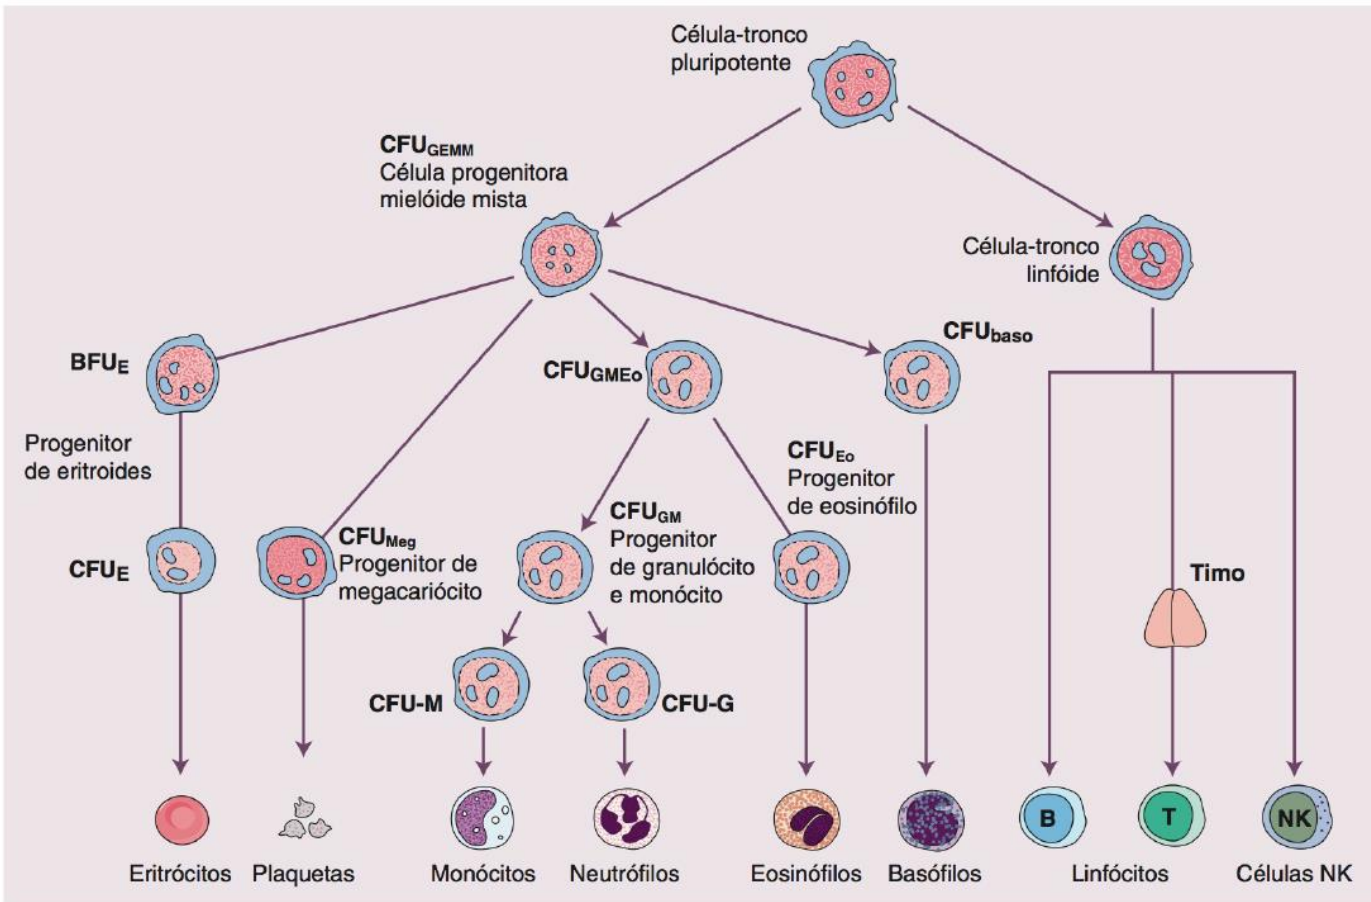 Célula-tronco
pluripotente
CFUGEMM
Célula progenitora
mielóide mista
Célula-tronco
linfóide
BFUE
CFUGMEo
CFUbaso
Progenitor
de eritroides
CFUEo
Progenitor
de eosinófilo
CFUE
CFUMeg
Progenitor de
megacariócito
CFUGM
Progenitor
de granulócito
e monócito
Timo
CFU-M
CFU-G
B
T
NK
Eritrócitos
Plaquetas
Monócitos
Neutrófilos
Eosinófilos
Basófilos
Linfócitos
Células NK